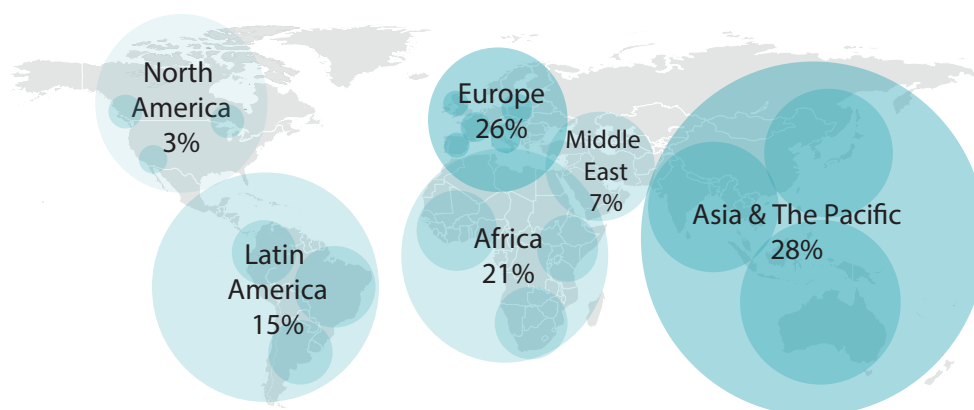 North
America
3%
Europe
26%
Middle
East
7%
Asia & The Pacific
28%
Africa
21%
Latin
America
15%